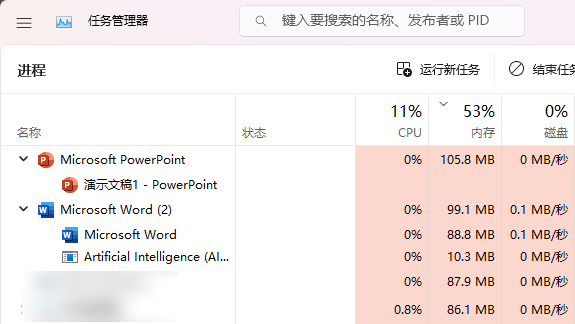 任务管理器
键入要搜索的名称、发布者或 PID
进程
运行新任务
结束任务
11% 53% 0%
名称 状态 CPU 内存 磁盘
Microsoft PowerPoint 0% 105.8 MB 0 MB/秒
演示文稿1 - PowerPoint
Microsoft Word (2) 0% 99.1 MB 0.1 MB/秒
Microsoft Word 0% 88.8 MB 0.1 MB/秒
Artificial Intelligence (AI... 0% 10.3 MB 0 MB/秒
0% 87.9 MB 0 MB/秒
0.8% 86.1 MB 0 MB/秒